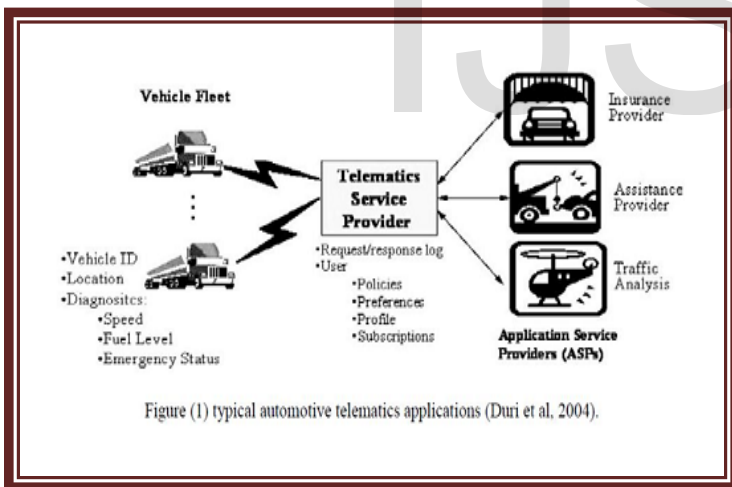 IJS
Vehicle Fleet
•Vehicle ID
•Location
•Diagnositcs:
•Speed
•Fuel Level
•Emergency Status
Telematics
Service
Provider
•Request/response log
•User
•Policies
•Preferences
•Profile
•Subscriptions
Insurance
Provider
Assistance
Provider
Traffic
Analysis
Application Service
Providers (ASPs)
Figure (1) typical automotive telematics applications (Duri et al, 2004).